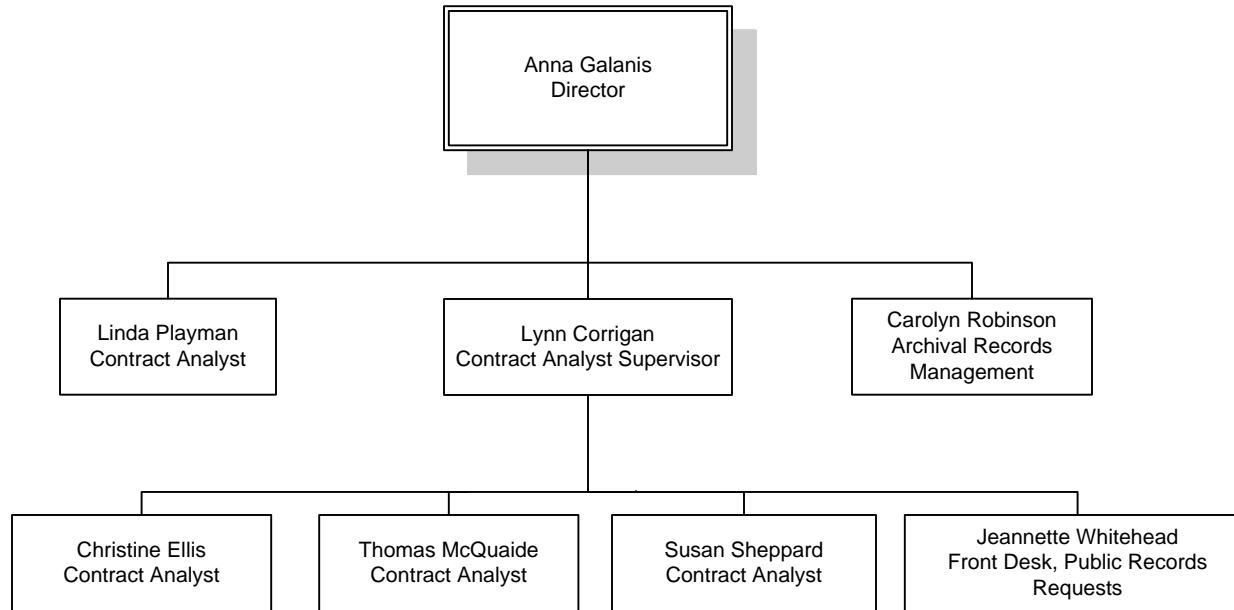 Anna Galanis
Director
Linda Playman
Contract Analyst
Lynn Corrigan
Contract Analyst Supervisor
Carolyn Robinson
Archival Records
Management
Christine Ellis
Contract Analyst
Thomas McQuaide
Contract Analyst
Susan Sheppard
Contract Analyst
Jeannette Whitehead
Front Desk, Public Records
Requests